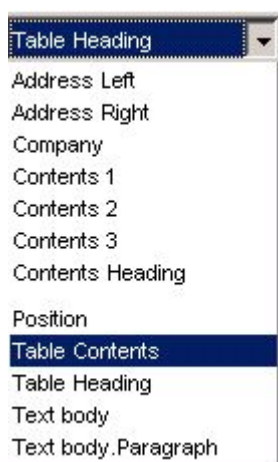 Table Heading
Address Left
Address Right
Company
Contents 1
Contents 2
Contents 3
Contents Heading
Position
Table Contents
Table Heading
Text body
Text body.Paragraph